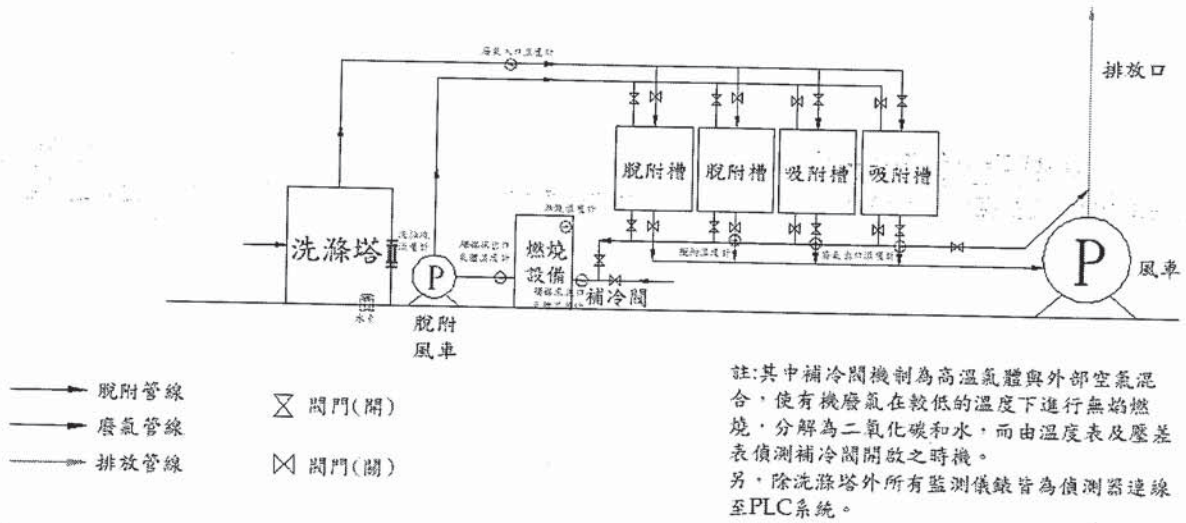 廢氣入口溫度計
排放口
脫附槽
脫附槽
吸附槽
吸附槽
洗滌塔
P
脫附
風車
燃燒
設備
補冷閥
P
風車
脫附管線
廢氣管線
排放管線
閥門(開)
閥門(關)
註:其中補冷閥機制為高溫氣體與外部空氣混
合，使有機廢氣在較低的溫度下進行無焰燃
燒，分解為二氧化碳和水，而由溫度表及壓差
表偵測補冷閥開啟之時機。
另，除洗滌塔外所有監測儀錶皆為偵測器連線
至PLC系統。